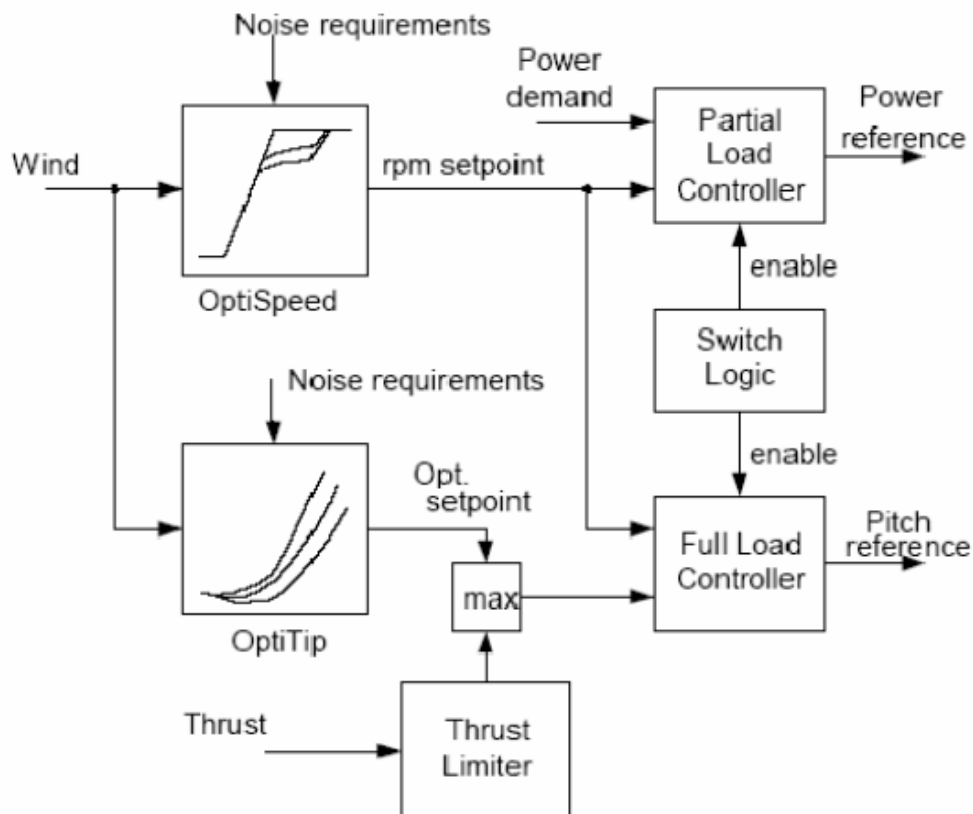 Noise requirements
Power
demand
Partial
Load
Controller
Power
reference
Wind
rpm setpoint
OptiSpeed
enable
Switch
Logic
Noise requirements
enable
Opt.
setpoint
Full Load
Controller
Pitch
reference
max
OptiTip
Thrust
Thrust
Limiter